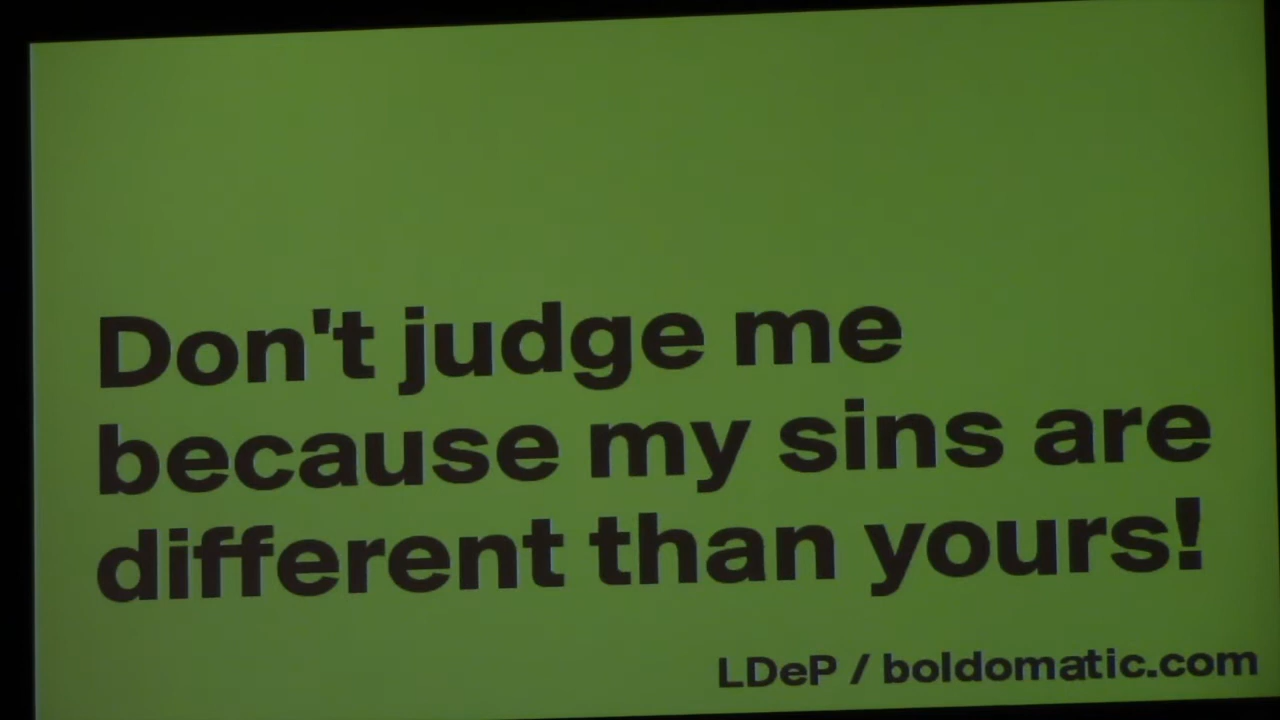 Don't judge me
because my sins are
different than yours!
LDeP / boldomatic.com